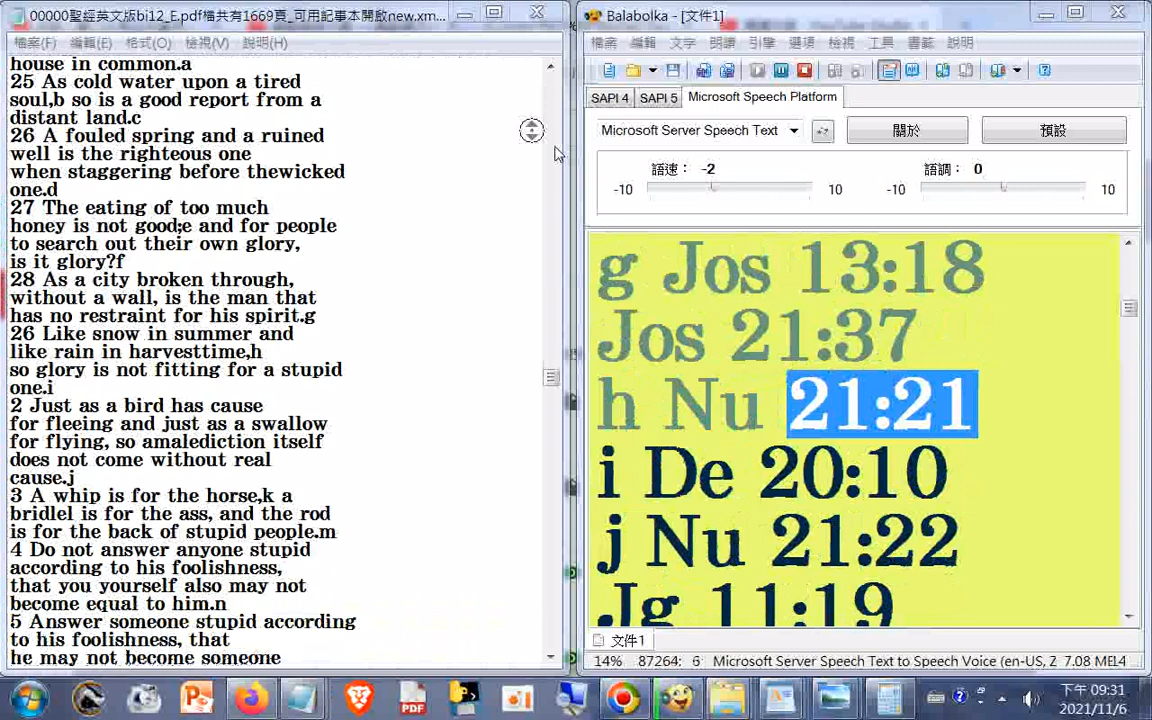 00000聖經英文版bi12_E.pdf檔共有1669頁_可用記事本開啟new.xm...
檔案(F) 編輯(E) 格式(O) 檢視(V) 說明(H)
house in common.a
25 As cold water upon a tired
soul,b so is a good report from a
distant land.c
26 A fouled spring and a ruined
well is the righteous one
when staggering before thewicked
one.d
27 The eating of too much
honey is not good;e and for people
to search out their own glory,
is it glory?f
28 As a city broken through,
without a wall, is the man that
has no restraint for his spirit.g
26 Like snow in summer and
like rain in harvesttime,h
so glory is not fitting for a stupid
one.i
2 Just as a bird has cause
for fleeing and just as a swallow
for flying, so amalediction itself
does not come without real
cause.j
3 A whip is for the horse,k a
bridlel is for the ass, and the rod
is for the back of stupid people.m
4 Do not answer anyone stupid
according to his foolishness,
that you yourself also may not
become equal to him.n
5 Answer someone stupid according
to his foolishness, that
he may not become someone
Balabolka - [文件1]
檔案 編輯 文字 朗讀 引擎 選項 檢視 工具 書籤 說明
SAPI 4 SAPI 5 Microsoft Speech Platform
Microsoft Server Speech Text 關於 預設
語速: -2 語調: 0
-10 10 -10 10
g Jos 13:18
Jos 21:37
h Nu 21:21
i De 20:10
j Nu 21:22
Jg 11:19
文件1
14% 87264: 6 Microsoft Server Speech Text to Speech Voice (en-US, Z 7.08 ME
下午 09:31
2021/11/6